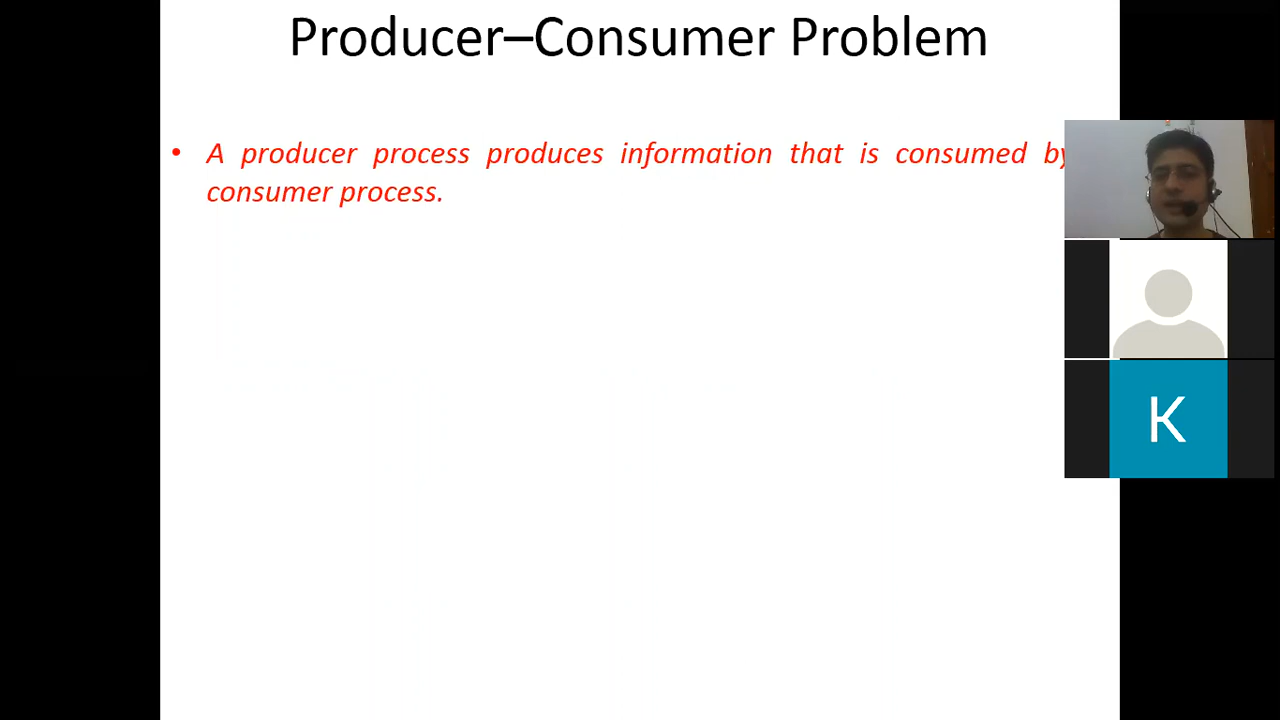 Producer–Consumer Problem
• A producer process produces information that is consumed by
consumer process.
K